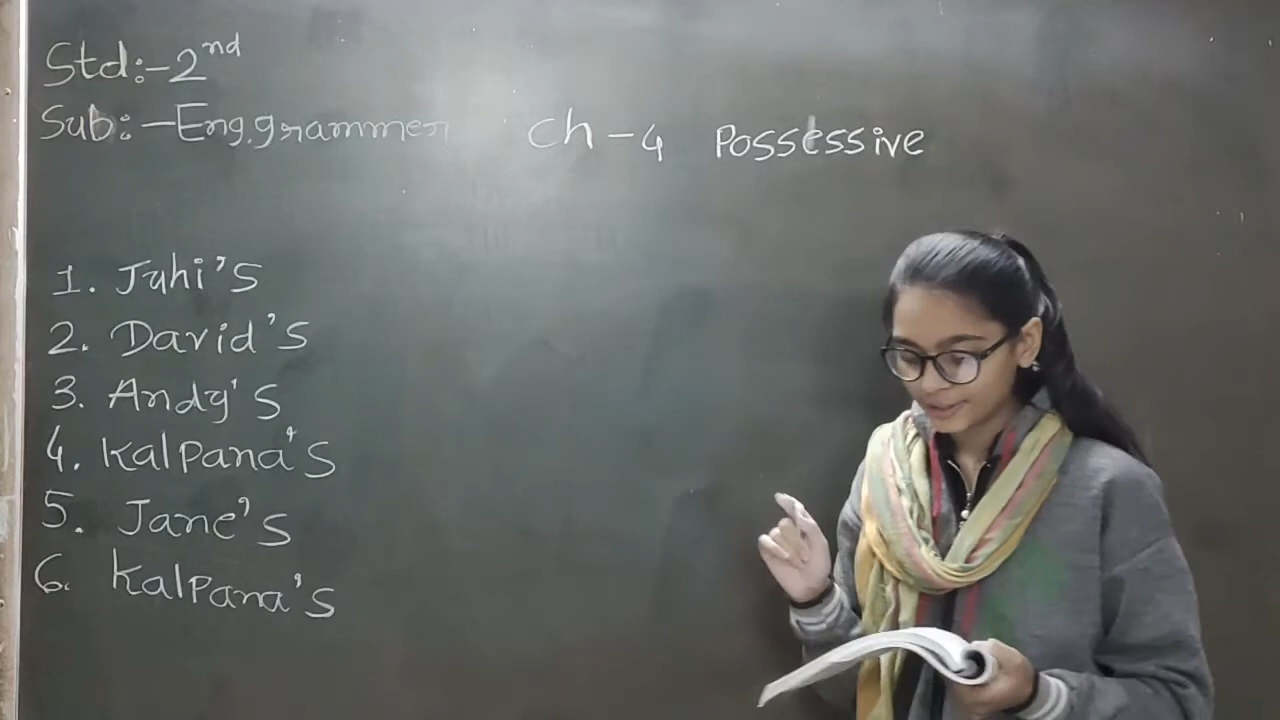 Std:-2nd
Sub:-Eng.grammer Ch-4 Possessive
1. Juhi's
2. David's
3. Andy's
4. Kalpana's
5. Jane's
6. Kalpana's